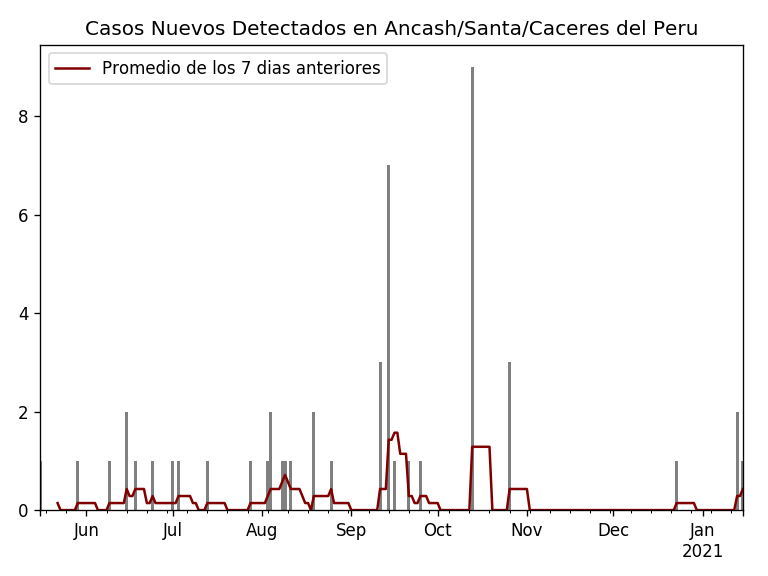 Casos Nuevos Detectados en Ancash/Santa/Caceres del Peru
Promedio de los 7 dias anteriores
8
6
4
2
0
Jun Jul Aug Sep Oct Nov Dec Jan
2021